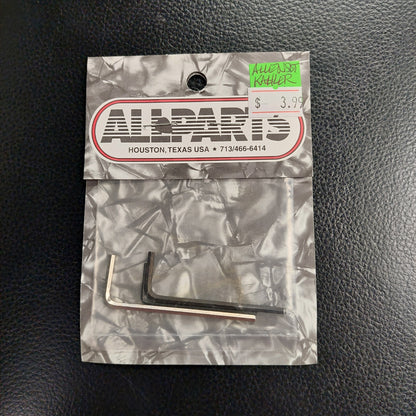 ALLEN SET
KAHLER
$ 3.99
ALLPARTS
HOUSTON, TEXAS USA ★ 713/466-6414